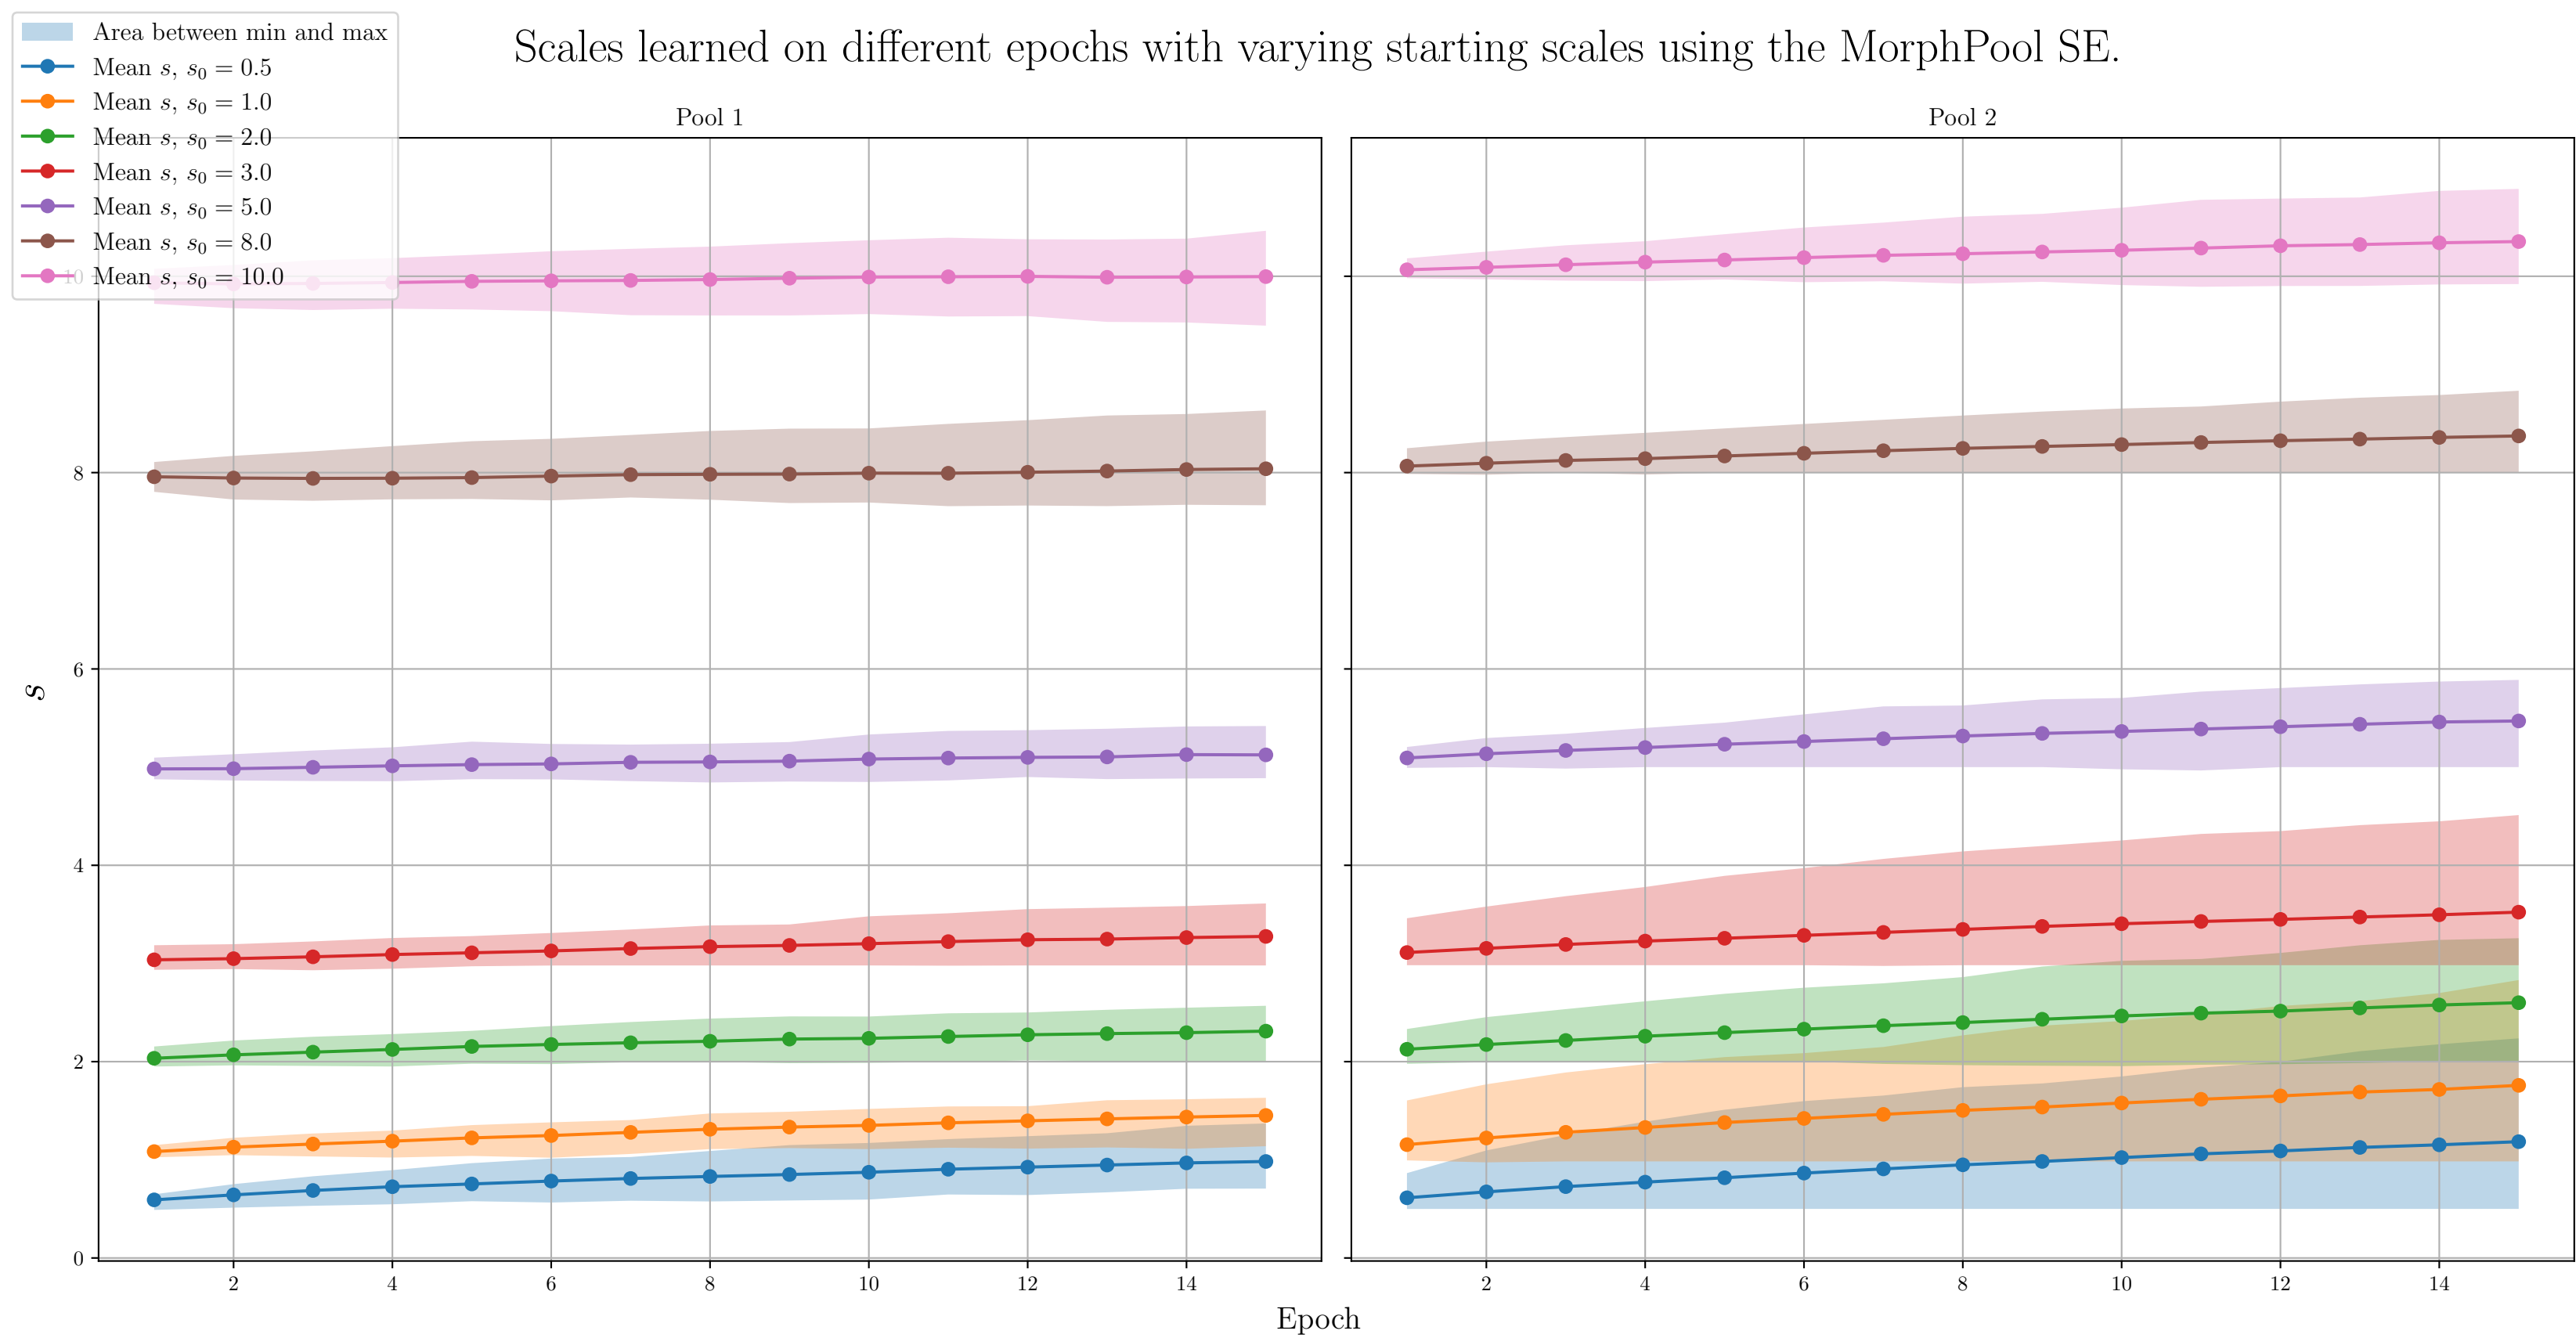 Scales learned on different epochs with varying starting scales using the MorphPool SE.
Area between min and max
Mean s, s₀ = 0.5
Mean s, s₀ = 1.0
Mean s, s₀ = 2.0
Mean s, s₀ = 3.0
Mean s, s₀ = 5.0
Mean s, s₀ = 8.0
Mean s, s₀ = 10.0
Pool 1
Pool 2
s
10
8
6
4
2
0
2 4 6 8 10 12 14
2 4 6 8 10 12 14
Epoch